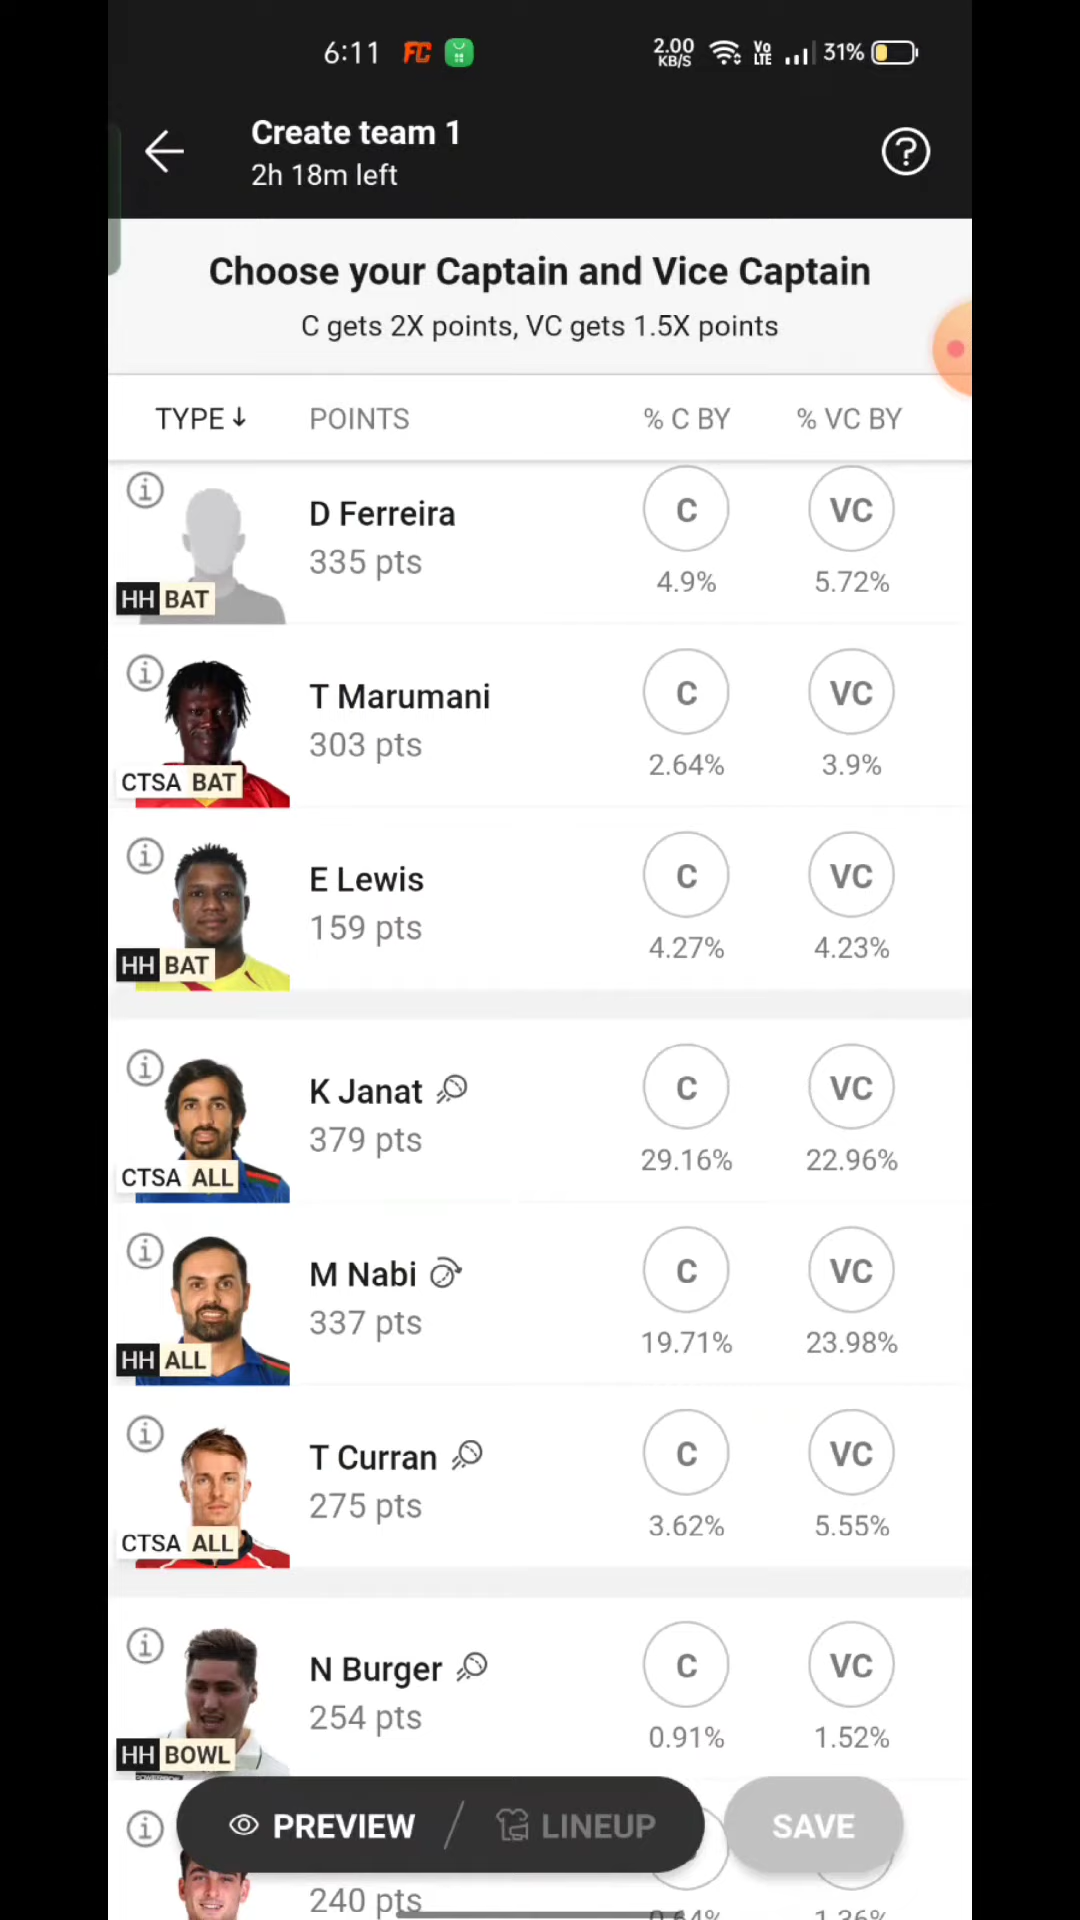 6:11 FC 2.00 KB/S Vo LTE 31%
Create team 1
2h 18m left
?
Choose your Captain and Vice Captain
C gets 2X points, VC gets 1.5X points
TYPE↓ POINTS % C BY % VC BY
i D Ferreira C VC
335 pts 4.9% 5.72%
HH BAT
i T Marumani C VC
303 pts 2.64% 3.9%
CTSA BAT
i E Lewis C VC
159 pts 4.27% 4.23%
HH BAT
i K Janat C VC
379 pts 29.16% 22.96%
CTSA ALL
i M Nabi C VC
337 pts 19.71% 23.98%
HH ALL
i T Curran C VC
275 pts 3.62% 5.55%
CTSA ALL
i N Burger C VC
254 pts 0.91% 1.52%
HH BOWL
i PREVIEW / LINEUP SAVE
240 pts